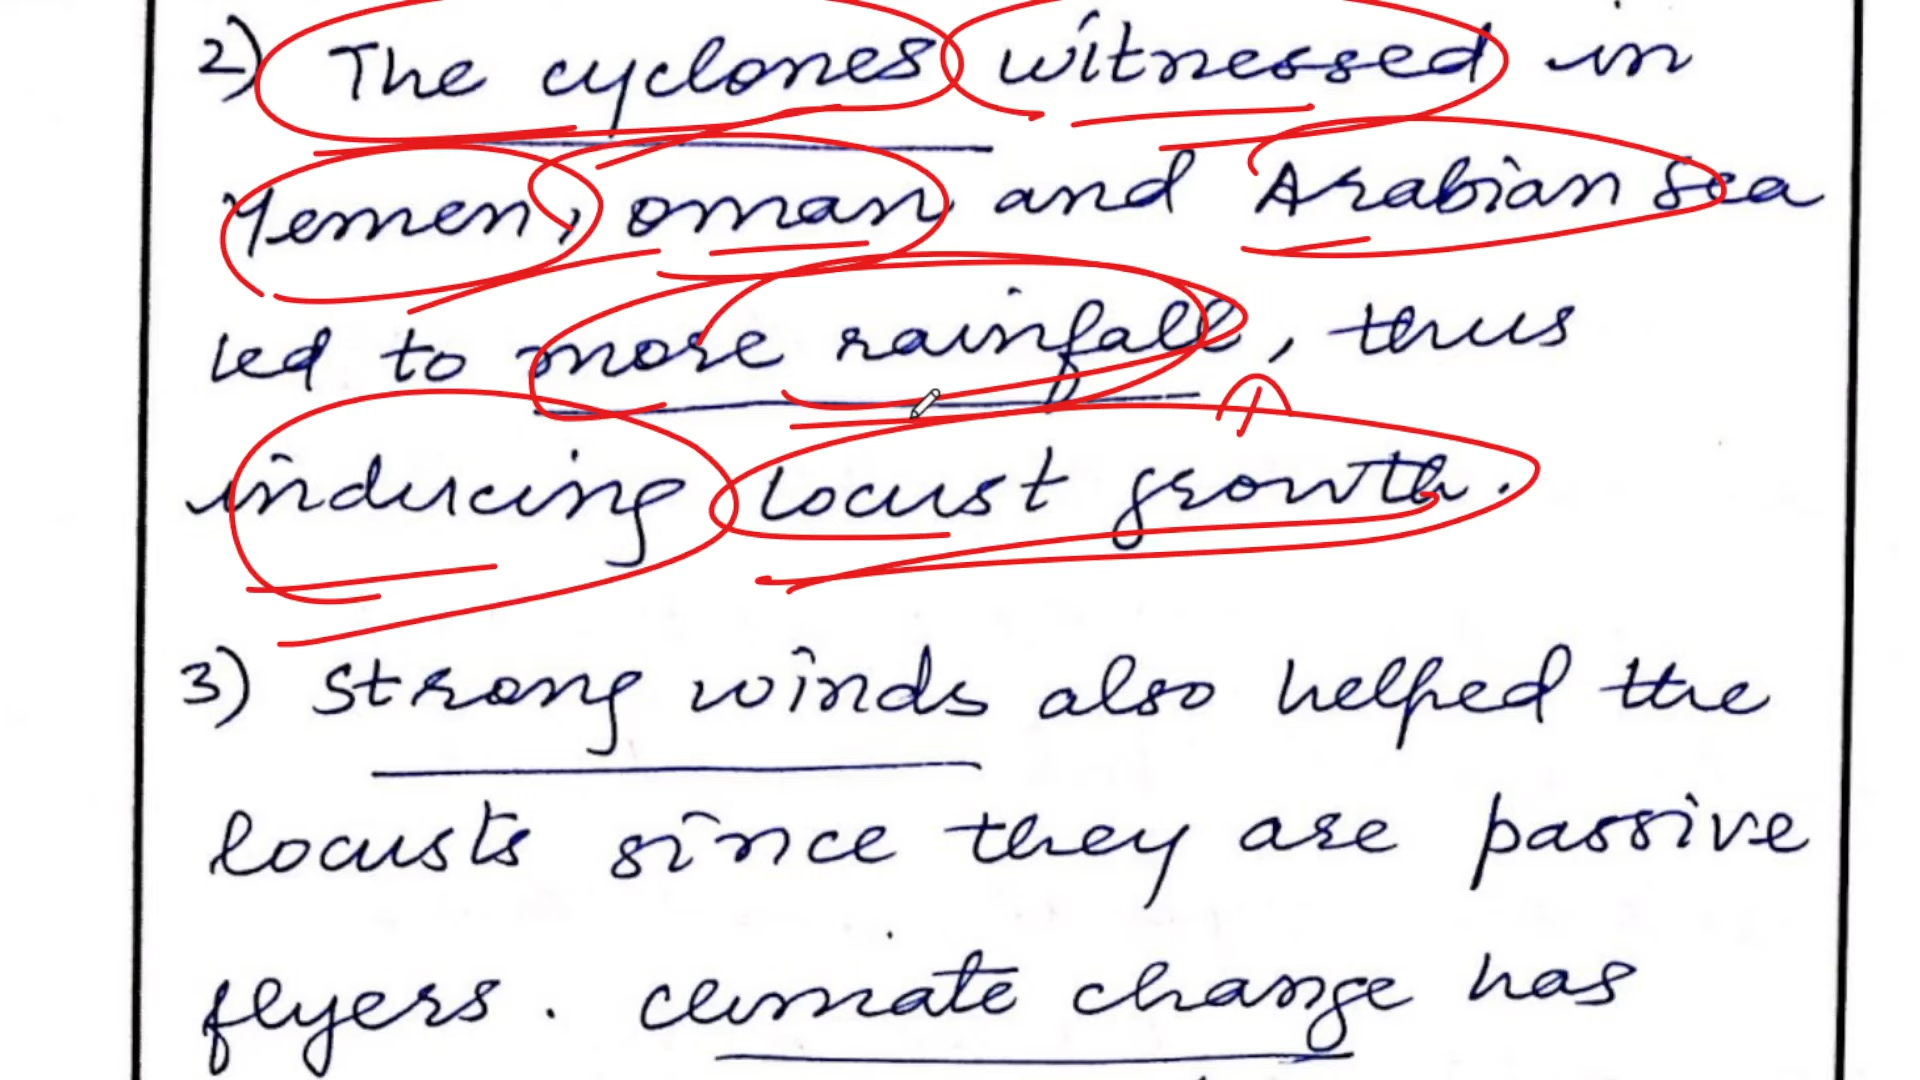 2) The cyclones witnessed in
Yemen, oman and Arabian Sea
led to more rainfall, thus
inducing locust growth.
3) Strong winds also helped the
locusts since they are passive
flyers. climate change has